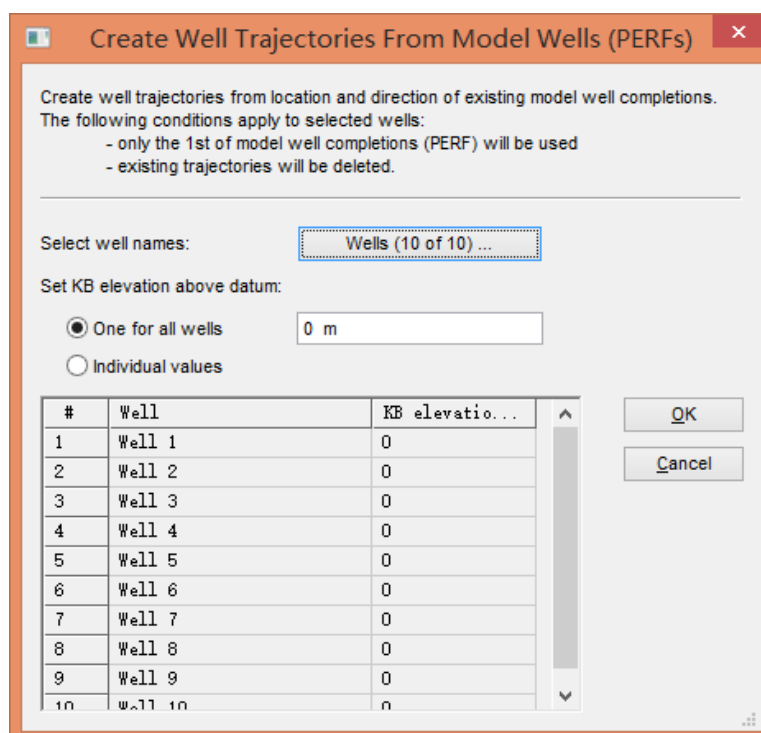 Create Well Trajectories From Model Wells (PERFs)
Create well trajectories from location and direction of existing model well completions.
The following conditions apply to selected wells:
- only the 1st of model well completions (PERF) will be used
- existing trajectories will be deleted.
Select well names:
Wells (10 of 10) ...
Set KB elevation above datum:
One for all wells
0 m
Individual values
# Well KB elevatio...
1 Well 1 0
2 Well 2 0
3 Well 3 0
4 Well 4 0
5 Well 5 0
6 Well 6 0
7 Well 7 0
8 Well 8 0
9 Well 9 0
10 Well 10 0
OK
Cancel